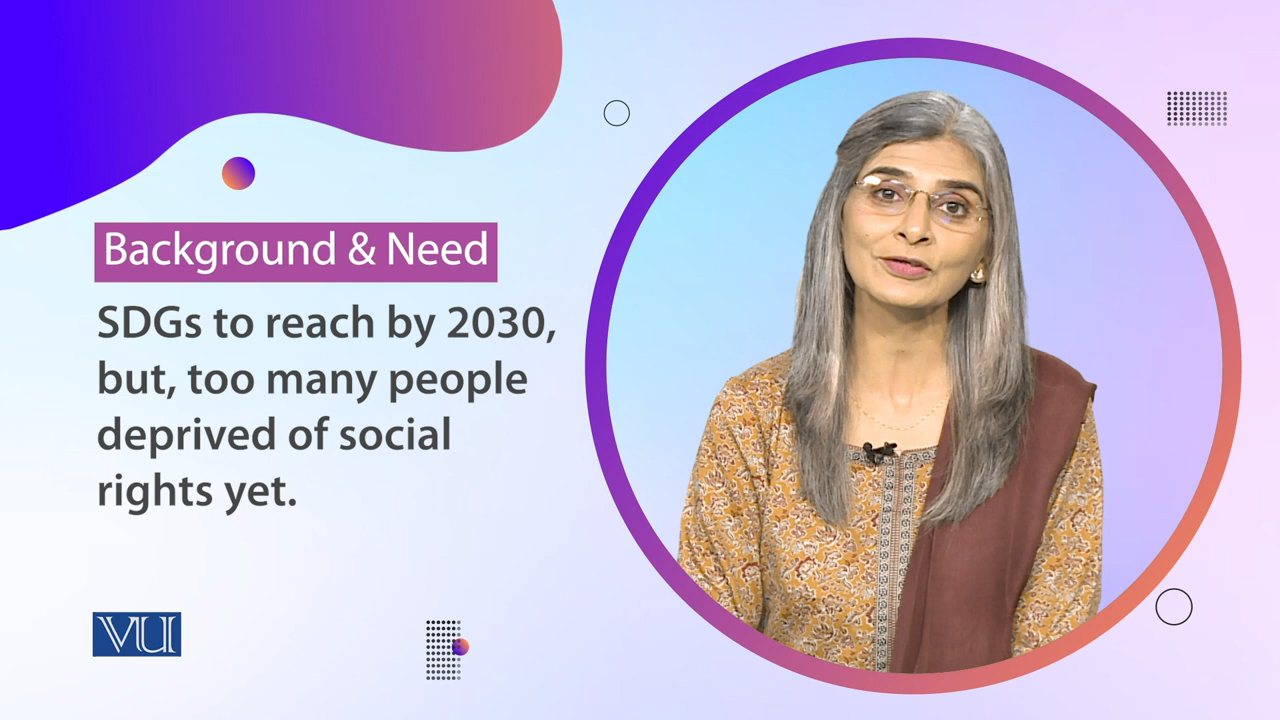 Background & Need
SDGs to reach by 2030,
but, too many people
deprived of social
rights yet.
VU